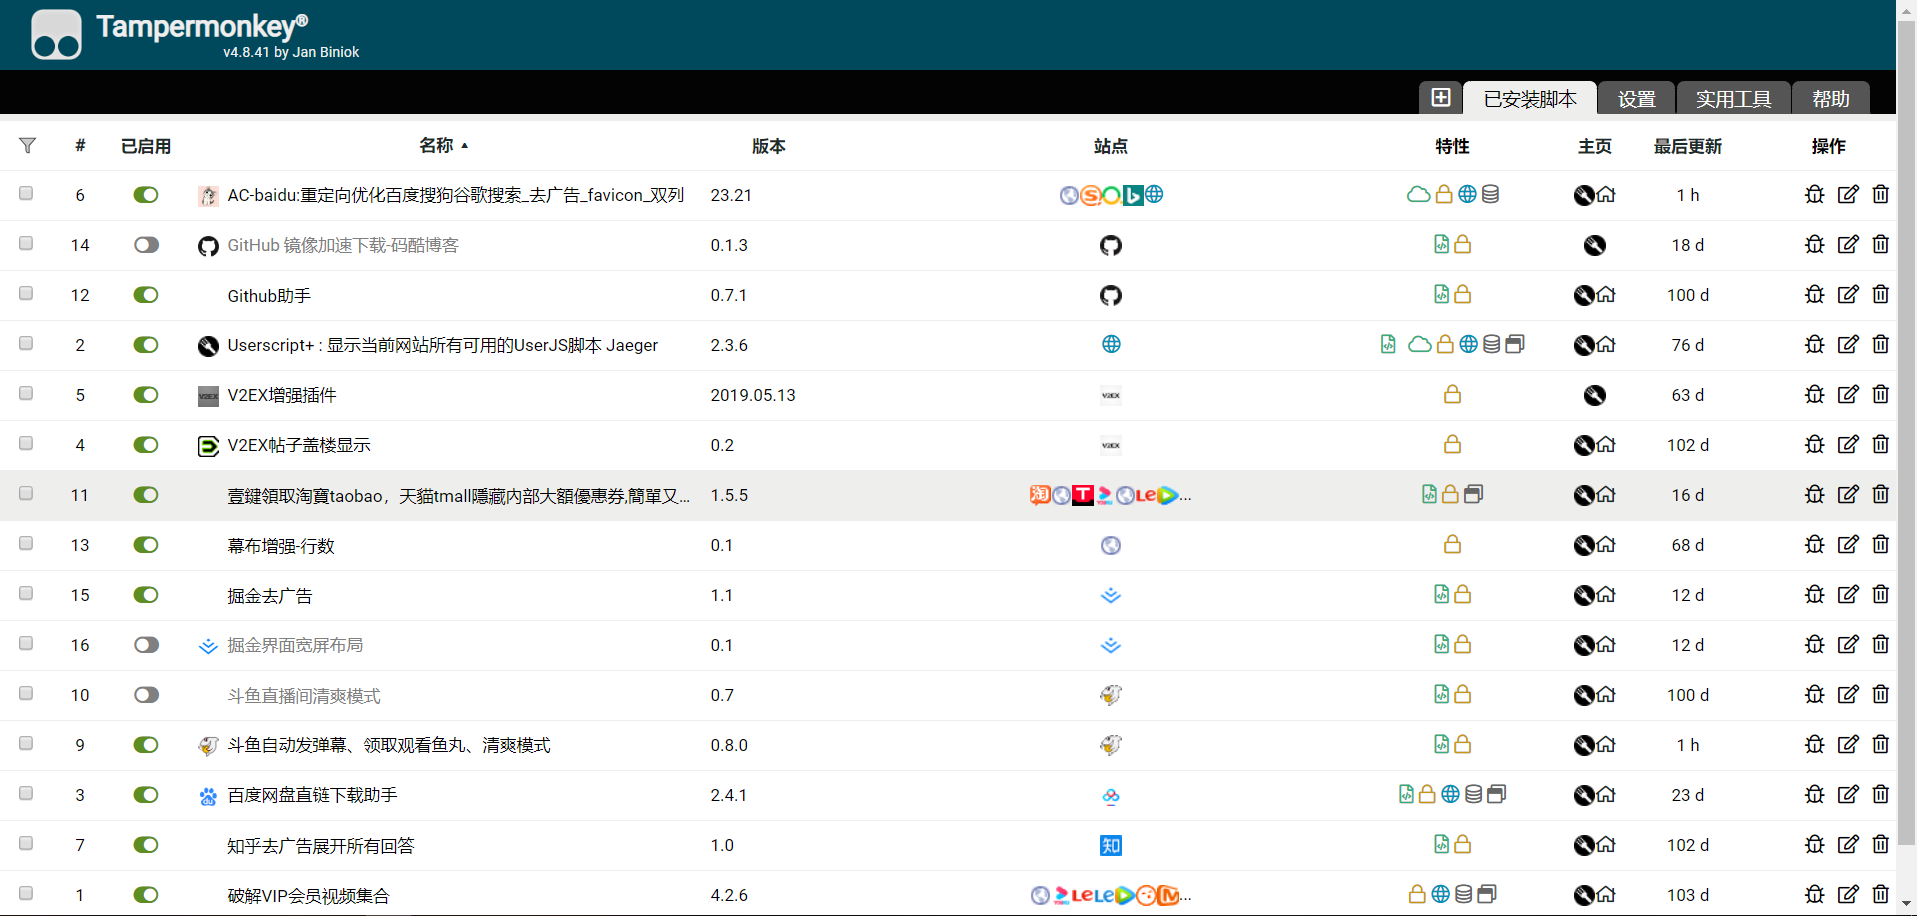 Tampermonkey®
v4.8.41 by Jan Biniok
已安装脚本 设置 实用工具 帮助
# 已启用 名称 ▲ 版本 站点 特性 主页 最后更新 操作
6 AC-baidu:重定向优化百度搜狗谷歌搜索_去广告_favicon_双列 23.21 1 h
14 GitHub 镜像加速下载-码酷博客 0.1.3 18 d
12 Github助手 0.7.1 100 d
2 Userscript+ : 显示当前网站所有可用的UserJS脚本 Jaeger 2.3.6 76 d
5 V2EX V2EX增强插件 2019.05.13 V2EX 63 d
4 V2EX帖子盖楼显示 0.2 V2EX 102 d
11 壹鍵領取淘寶taobao，天貓tmall隱藏内部大額優惠券,簡單又... 1.5.5 淘 T LE ... 16 d
13 幕布增强-行数 0.1 68 d
15 掘金去广告 1.1 12 d
16 掘金界面宽屏布局 0.1 12 d
10 斗鱼直播间清爽模式 0.7 100 d
9 斗鱼自动发弹幕、领取观看鱼丸、清爽模式 0.8.0 1 h
3 百度网盘直链下载助手 2.4.1 23 d
7 知乎去广告展开所有回答 1.0 知 102 d
1 破解VIP会员视频集合 4.2.6 LE LE ... 103 d